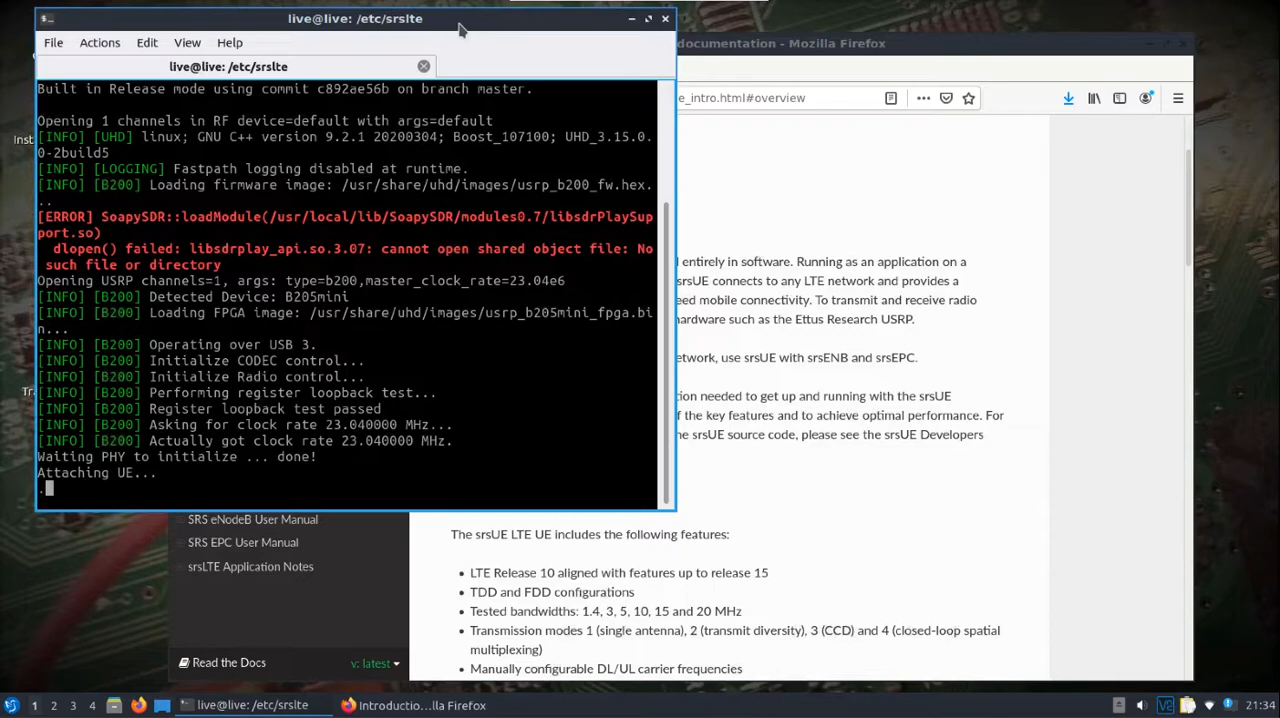 live@live: /etc/srslte
File Actions Edit View Help
live@live: /etc/srslte
Built in Release mode using commit c892ae56b on branch master.
Opening 1 channels in RF device=default with args=default
[INFO] [UHD] linux; GNU C++ version 9.2.1 20200304; Boost_107100; UHD_3.15.0.
0-2build5
[INFO] [LOGGING] Fastpath logging disabled at runtime.
[INFO] [B200] Loading firmware image: /usr/share/uhd/images/usrp_b200_fw.hex.
..
[ERROR] SoapySDR::loadModule(/usr/local/lib/SoapySDR/modules0.7/libsdrPlaySup
port.so)
dlopen() failed: libsdrplay_api.so.3.07: cannot open shared object file: No
such file or directory
Opening USRP channels=1, args: type=b200,master_clock_rate=23.04e6
[INFO] [B200] Detected Device: B205mini
[INFO] [B200] Loading FPGA image: /usr/share/uhd/images/usrp_b205mini_fpga.bi
n...
[INFO] [B200] Operating over USB 3.
[INFO] [B200] Initialize CODEC control...
[INFO] [B200] Initialize Radio control...
[INFO] [B200] Performing register loopback test...
[INFO] [B200] Register loopback test passed
[INFO] [B200] Asking for clock rate 23.040000 MHz...
[INFO] [B200] Actually got clock rate 23.040000 MHz.
Waiting PHY to initialize ... done!
Attaching UE...
.
documentation - Mozilla Firefox
e_intro.html#overview
entirely in software. Running as an application on a
srsUE connects to any LTE network and provides a
eed mobile connectivity. To transmit and receive radio
hardware such as the Ettus Research USRP.
etwork, use srsUE with srsENB and srsEPC.
tion needed to get up and running with the srsUE
of the key features and to achieve optimal performance. For
he srsUE source code, please see the srsUE Developers
SRS eNodeB User Manual
SRS EPC User Manual
srsLTE Application Notes
Read the Docs
v: latest
The srsUE LTE UE includes the following features:
• LTE Release 10 aligned with features up to release 15
• TDD and FDD configurations
• Tested bandwidths: 1.4, 3, 5, 10, 15 and 20 MHz
• Transmission modes 1 (single antenna), 2 (transmit diversity), 3 (CCD) and 4 (closed-loop spatial
multiplexing)
• Manually configurable DL/UL carrier frequencies
Inst
Tra
1 2 3 4 live@live: /etc/srslte Introductio...lla Firefox 21:34